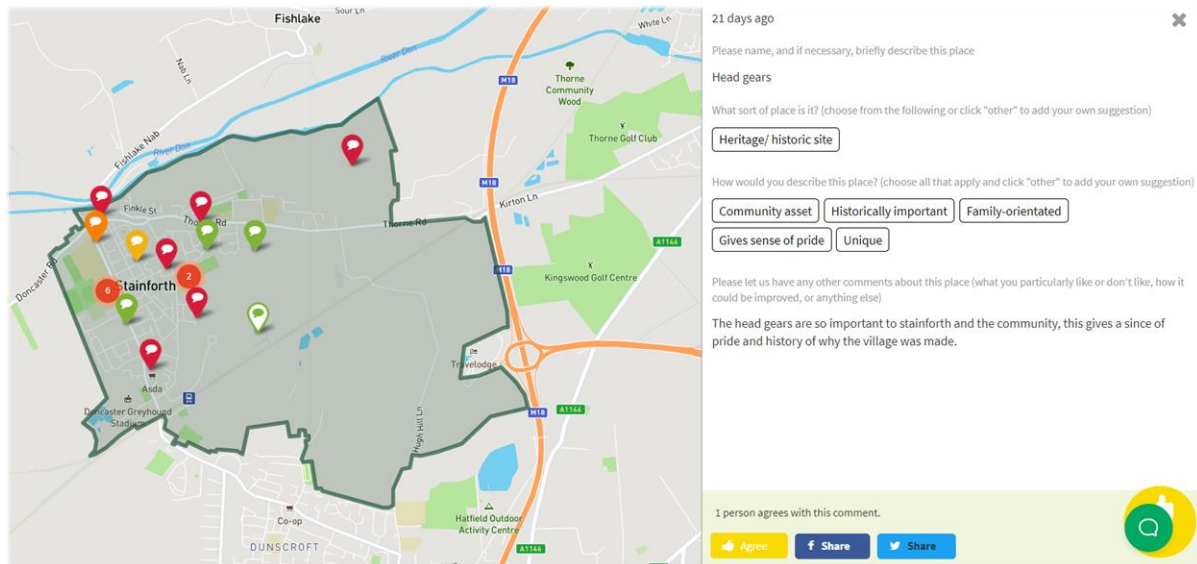 Fishlake
Sour Ln
White Ln
Nab Ln
River Don
M18
Thorne
Community
Wood
Thorne Golf Club
Fishlake Nab
River Don
M18
Kirton Ln
Finkle St
Thorne Rd
Thorne Rd
A1146
Doncaster Rd
M18
Kingswood Golf Centre
2
6
Stainforth
Travelodge
Asda
Doncaster Greyhound
Stadium
M18
A1146
Hugh Hill Ln
Co-op
Hatfield Outdoor
Activity Centre
DUNSCROFT
A1146
21 days ago
Please name, and if necessary, briefly describe this place
Head gears
What sort of place is it? (choose from the following or click "other" to add your own suggestion)
Heritage/ historic site
How would you describe this place? (choose all that apply and click "other" to add your own suggestion)
Community asset Historically important Family-orientated
Gives sense of pride Unique
Please let us have any other comments about this place (what you particularly like or don't like, how it
could be improved, or anything else)
The head gears are so important to stainforth and the community, this gives a since of
pride and history of why the village was made.
1 person agrees with this comment.
Agree f Share Share